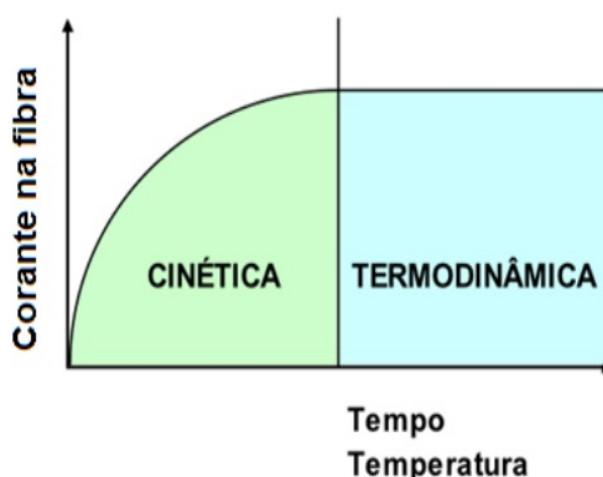 Corante na fibra
CINÉTICA
TERMODINÂMICA
Tempo
Temperatura